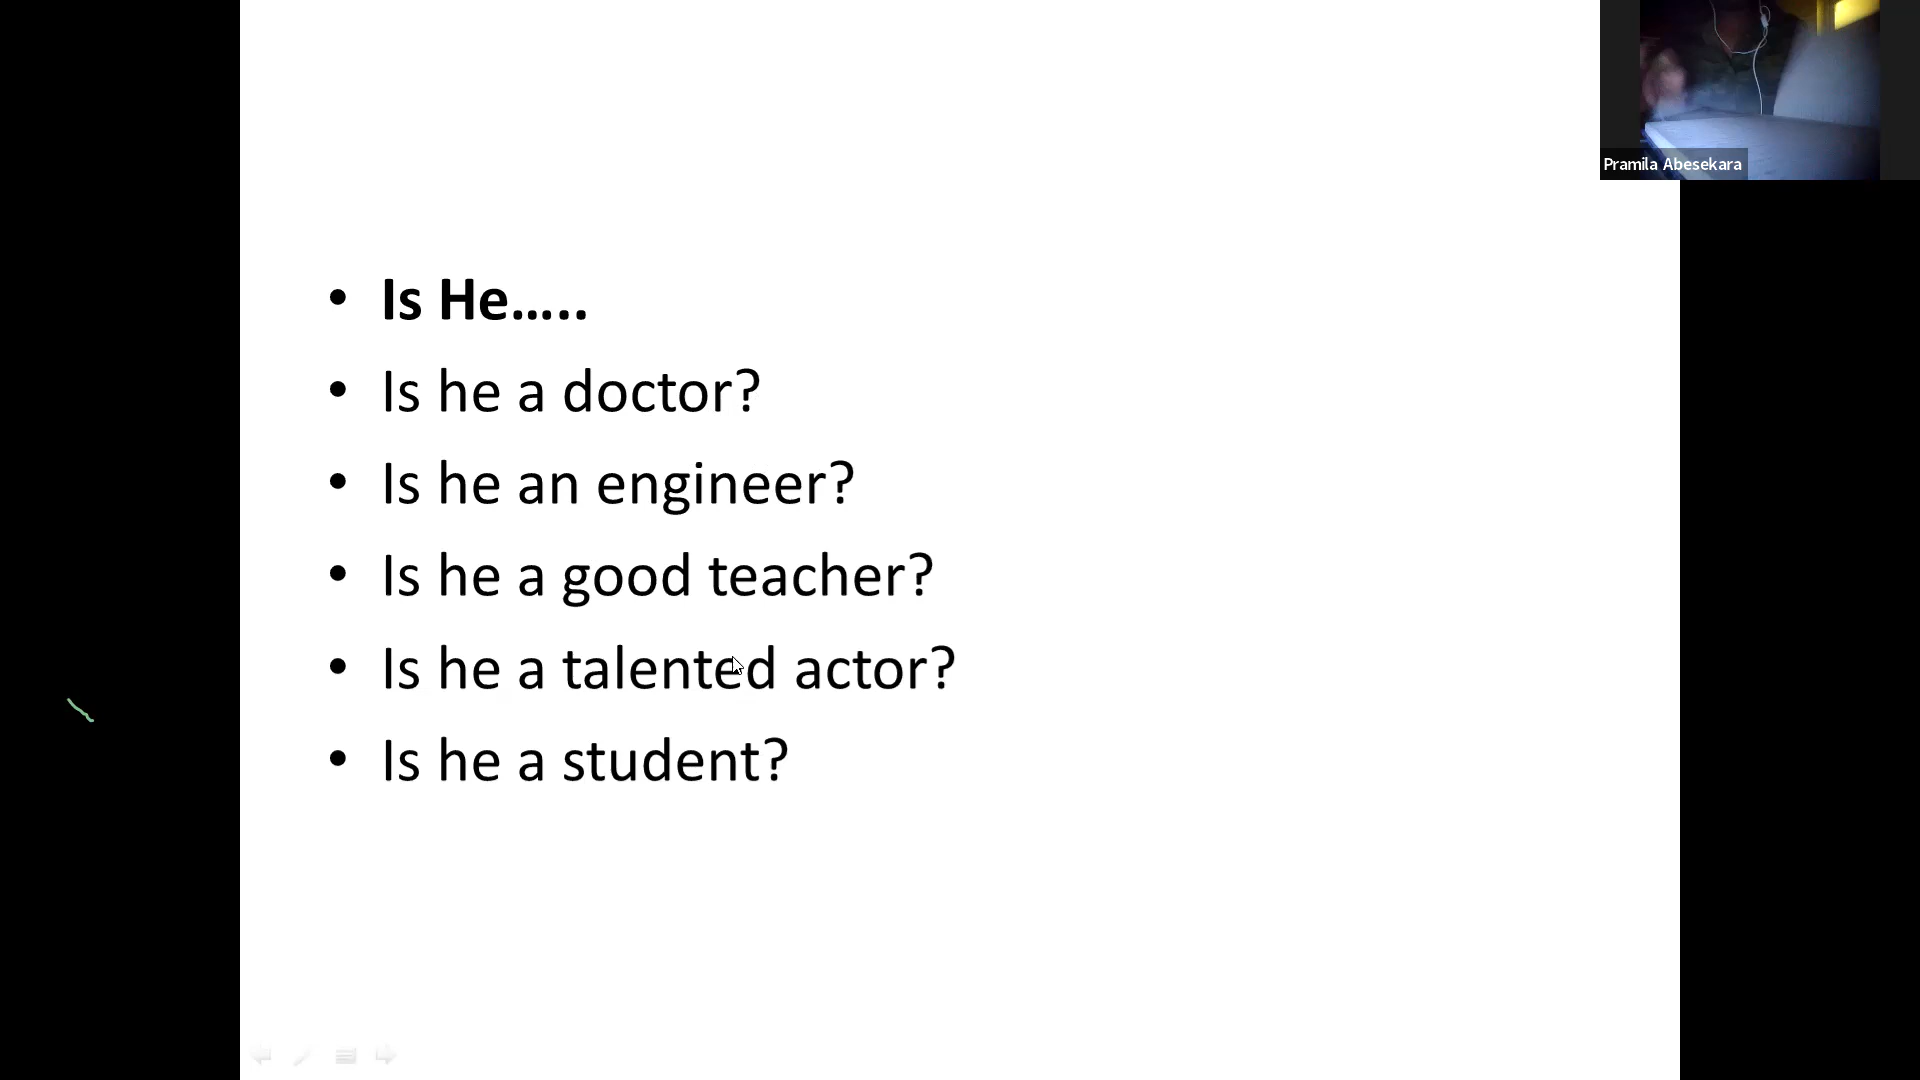 Pramila Abesekara
• Is He.....
• Is he a doctor?
• Is he an engineer?
• Is he a good teacher?
• Is he a talented actor?
• Is he a student?